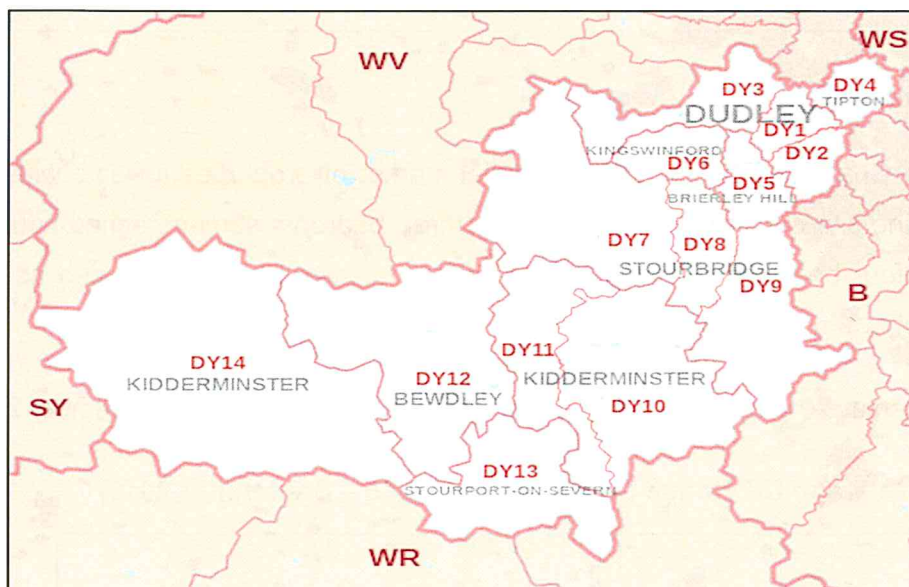 WS
WV
DY3
DY4
TIPTON
DUDLEY
DY1
KINGSWINFORD
DY2
DY6
DY5
BRIERLEY HILL
DY7
DY8
STOURBRIDGE
DY9
B
DY11
DY14
KIDDERMINSTER
DY12
KIDDERMINSTER
BEWDLEY
SY
DY10
DY13
STOURPORT-ON-SEVERN
WR